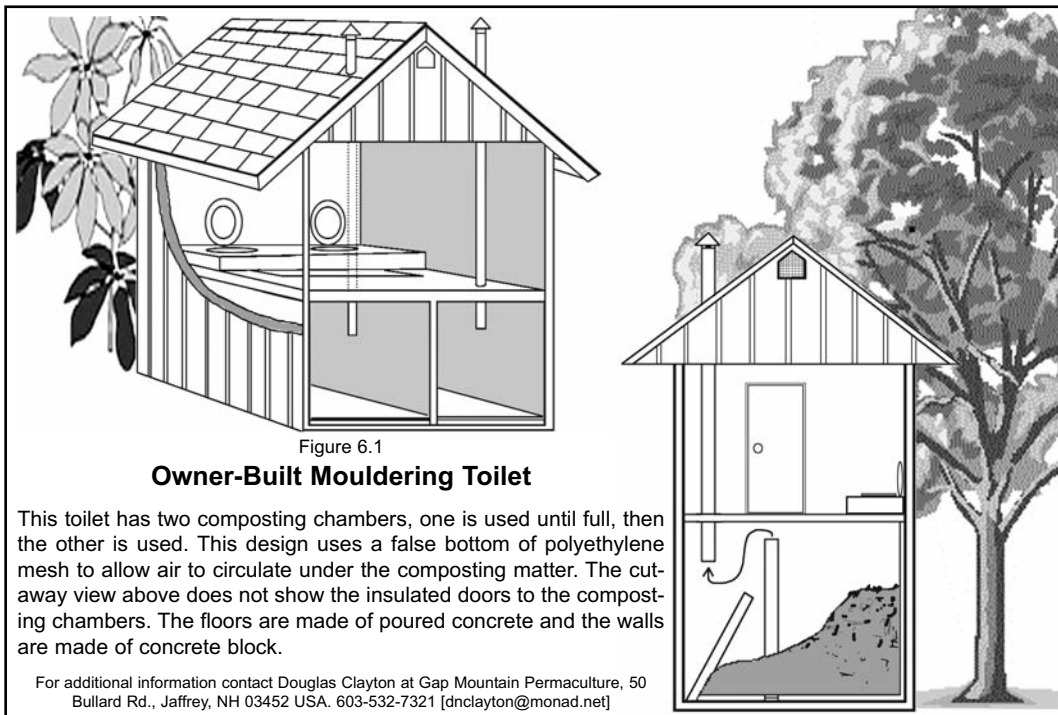 Figure 6.1
Owner-Built Mouldering Toilet
This toilet has two composting chambers, one is used until full, then
the other is used. This design uses a false bottom of polyethylene
mesh to allow air to circulate under the composting matter. The cut-
away view above does not show the insulated doors to the compost-
ing chambers. The floors are made of poured concrete and the walls
are made of concrete block.
For additional information contact Douglas Clayton at Gap Mountain Permaculture, 50
Bullard Rd., Jaffrey, NH 03452 USA. 603-532-7321 [dnclayton@monad.net]